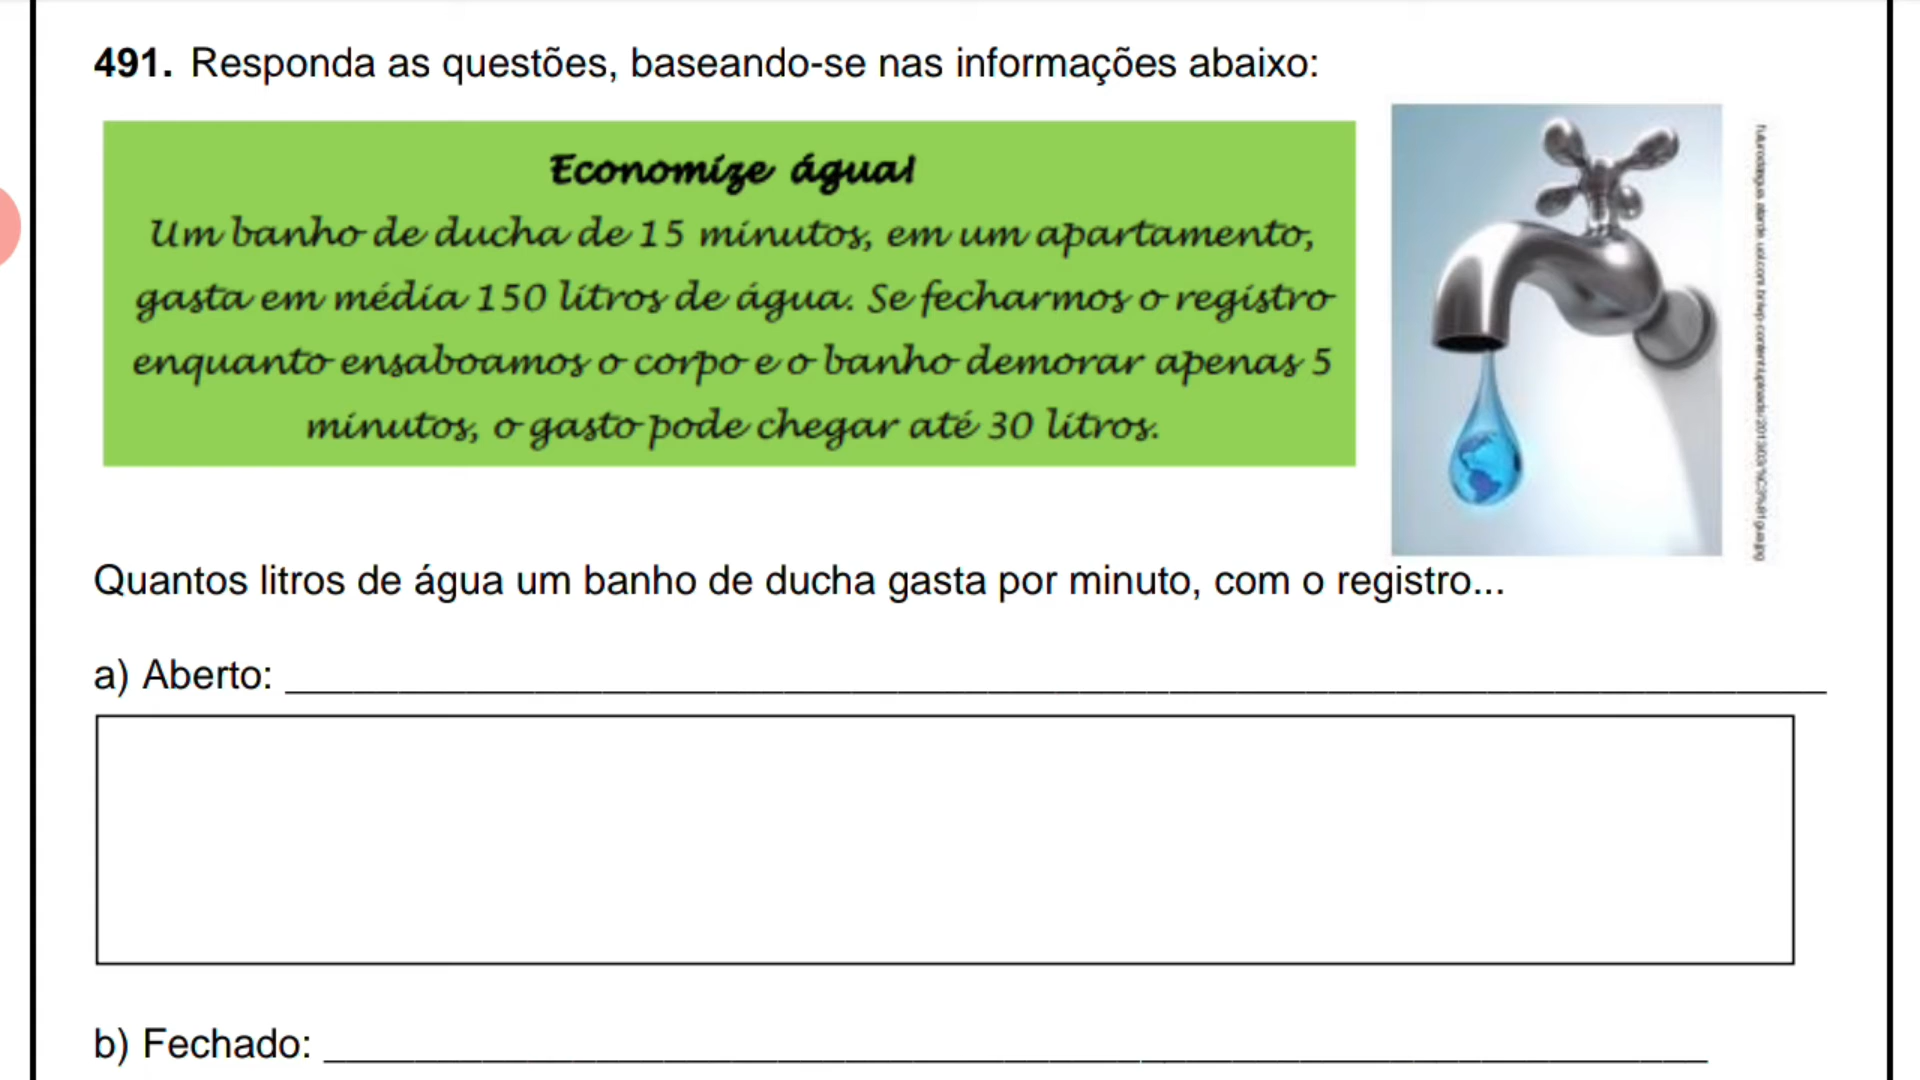 491. Responda as questões, baseando-se nas informações abaixo:
Economize água!
Um banho de ducha de 15 minutos, em um apartamento,
gasta em média 150 litros de água. Se fecharmos o registro
enquanto ensaboamos o corpo e o banho demorar apenas 5
minutos, o gasto pode chegar até 30 litros.
Quantos litros de água um banho de ducha gasta por minuto, com o registro...
a) Aberto: ____________________
b) Fechado: ____________________